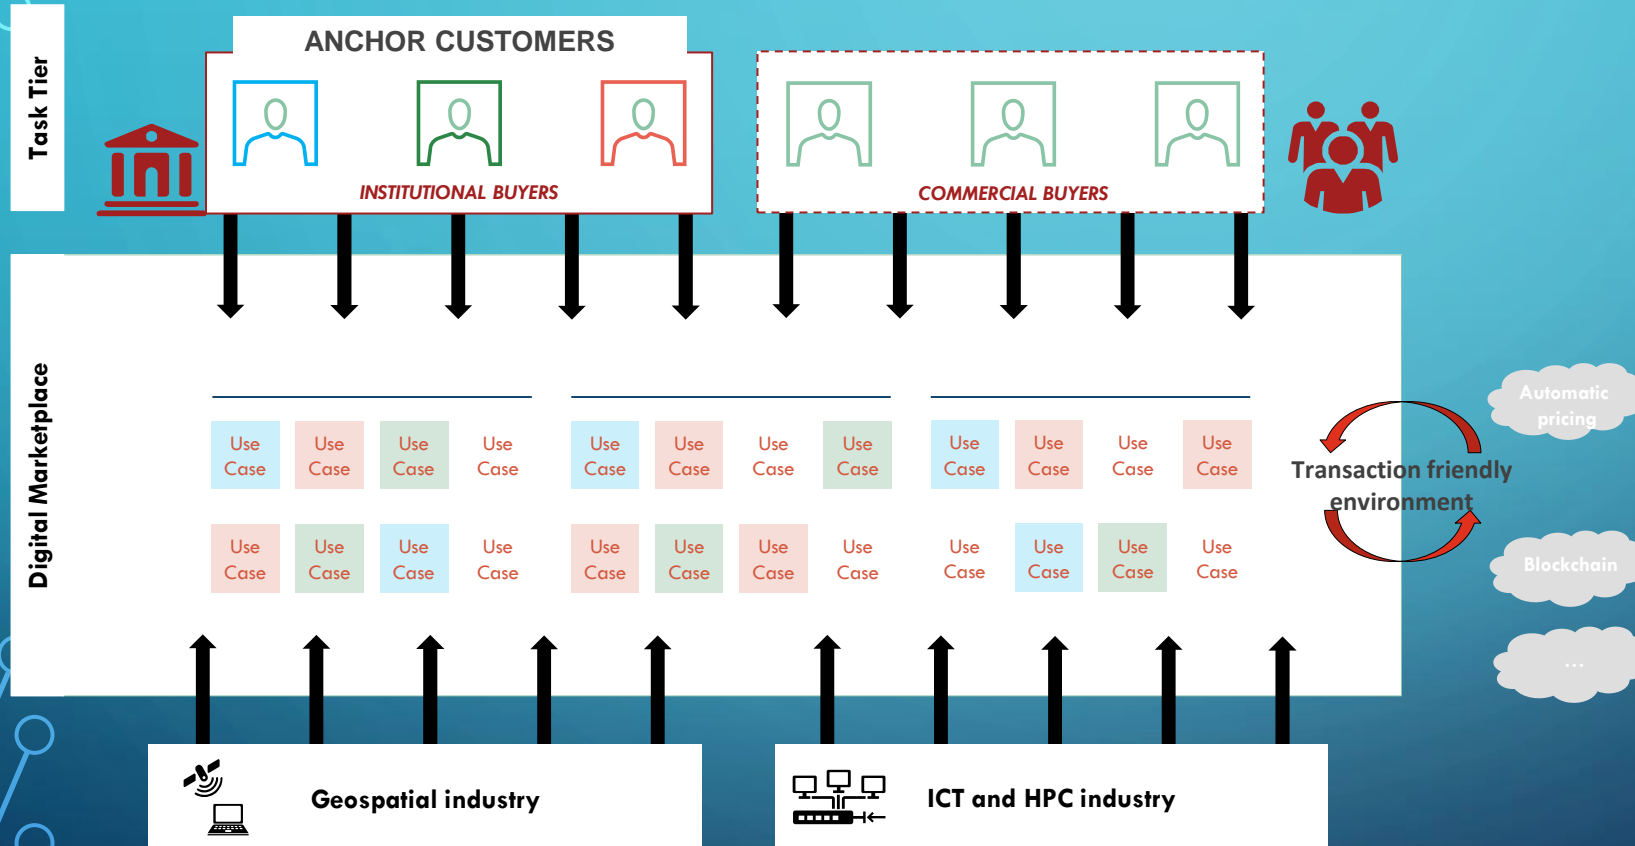 Task Tier
ANCHOR CUSTOMERS
INSTITUTIONAL BUYERS
COMMERCIAL BUYERS
Digital Marketplace
Use Use Use Use Use Use Use Use Use Use Use Use
Case Case Case Case Case Case Case Case Case Case Case Case
Use Use Use Use Use Use Use Use Use Use Use Use
Case Case Case Case Case Case Case Case Case Case Case Case
Transaction friendly
environment
Automatic
pricing
Blockchain
...
Geospatial industry
ICT and HPC industry